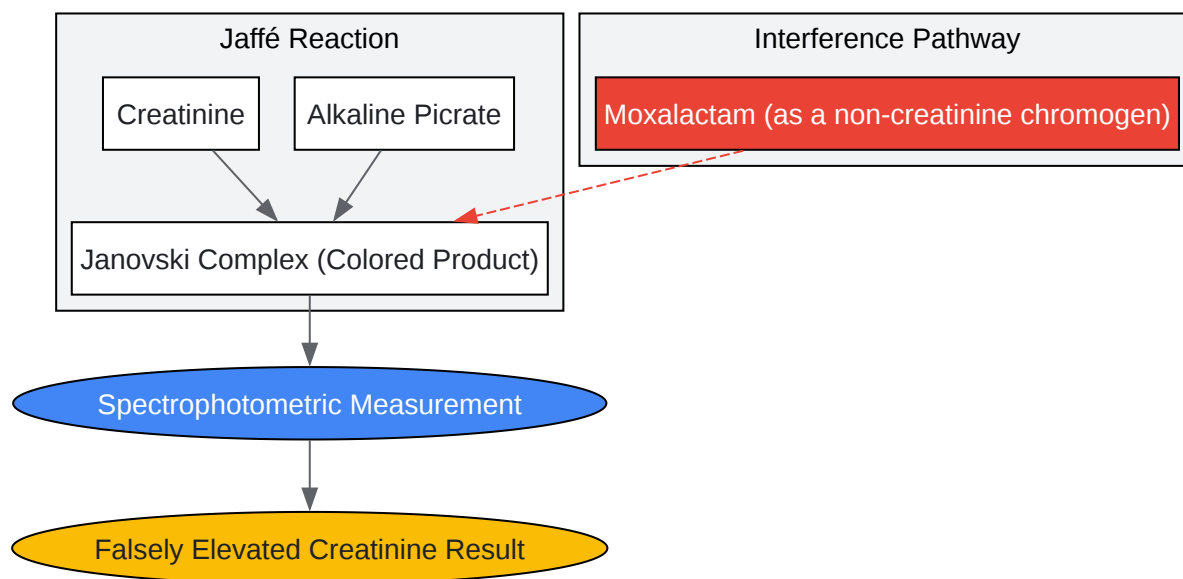 Jaffé Reaction
Interference Pathway
Creatinine
Alkaline Picrate
Moxalactam (as a non-creatinine chromogen)
Janovski Complex (Colored Product)
Spectrophotometric Measurement
Falsely Elevated Creatinine Result